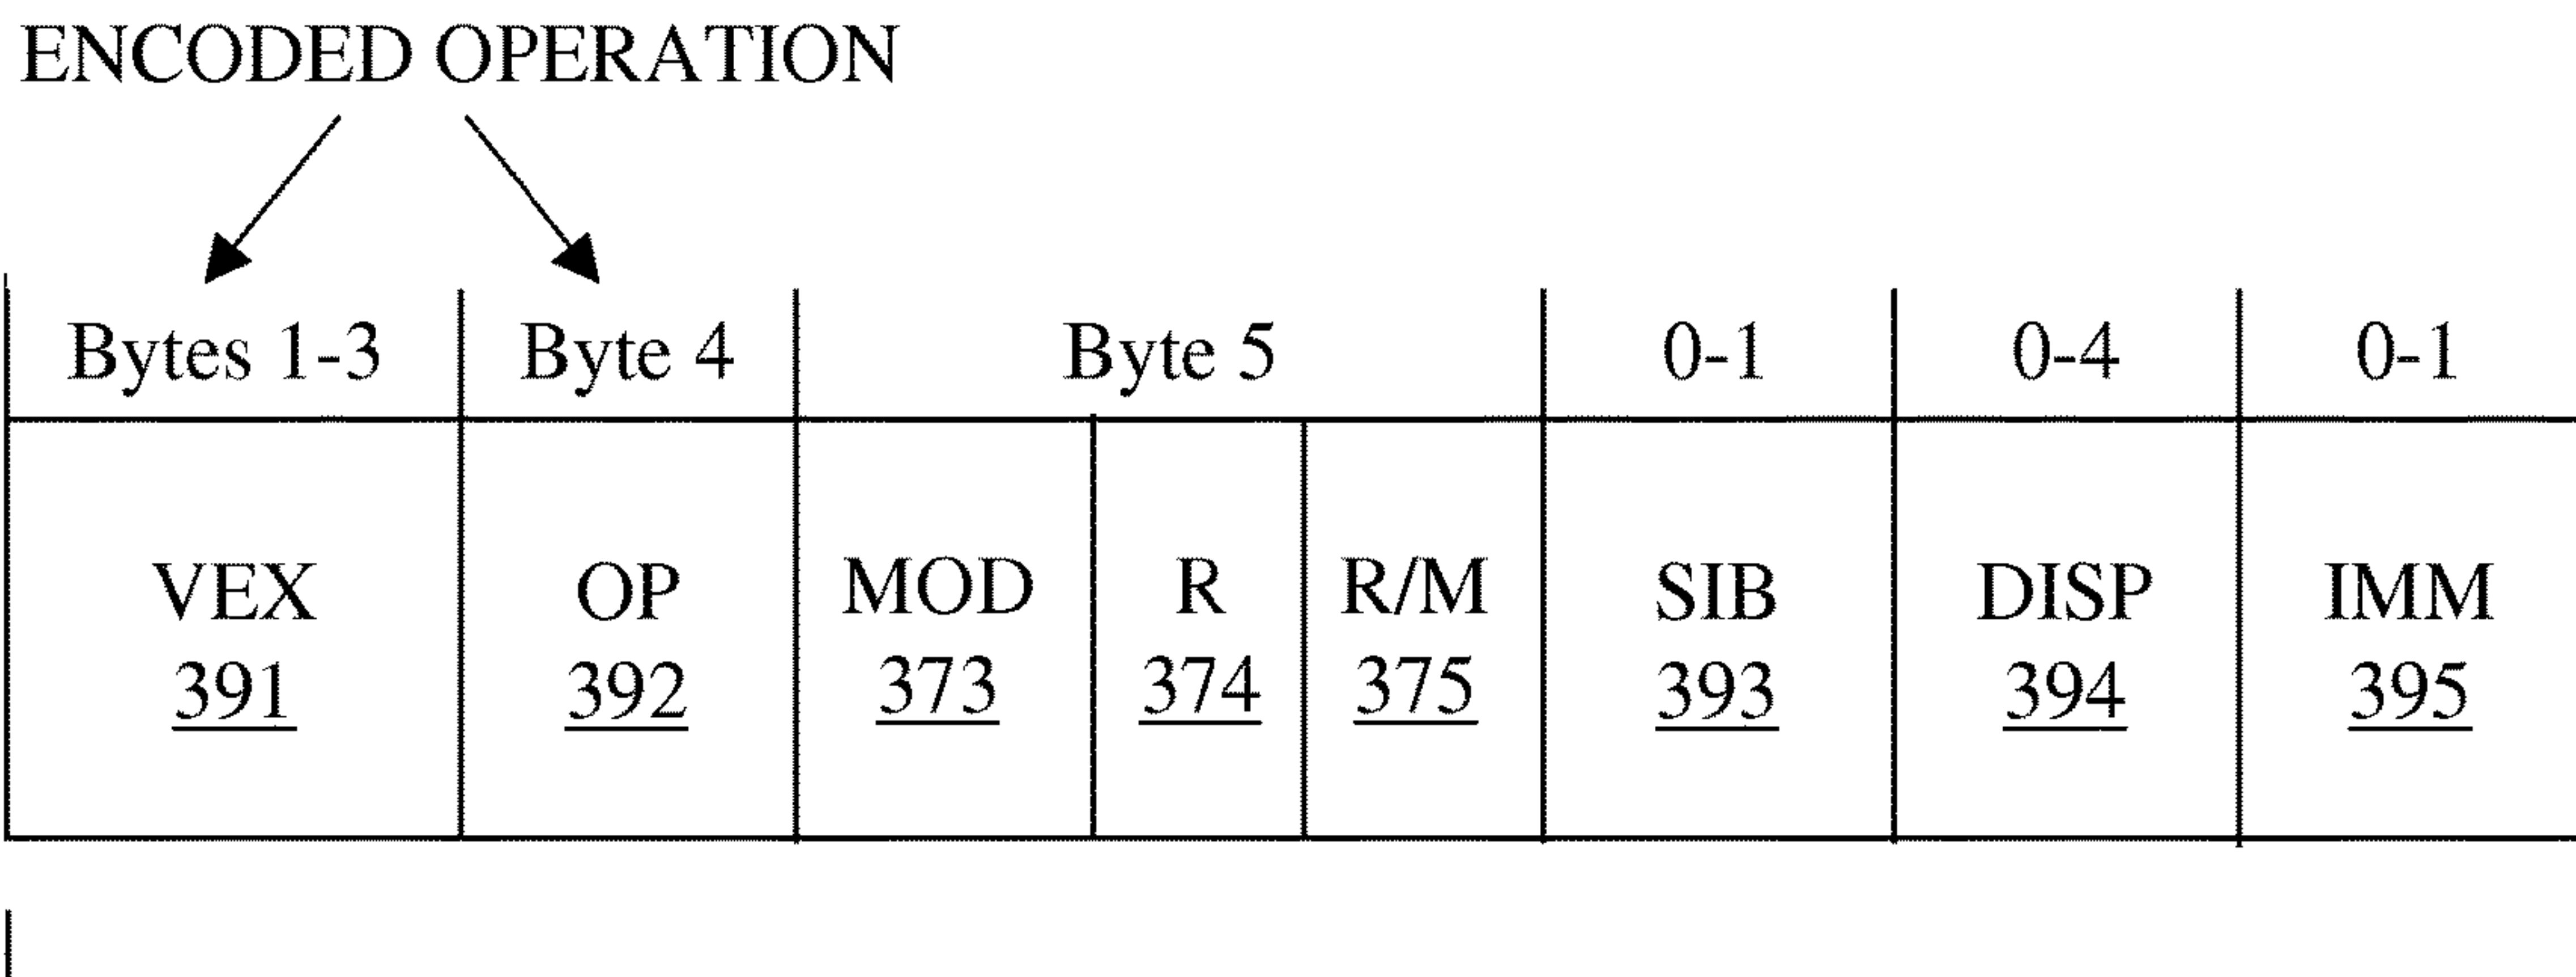 ENCODED OPERATION
Bytes 1-3 Byte 4 Byte 5 0-1 0-4 0-1
VEX OP MOD R R/M SIB DISP IMM
391 392 373 374 375 393 394 395